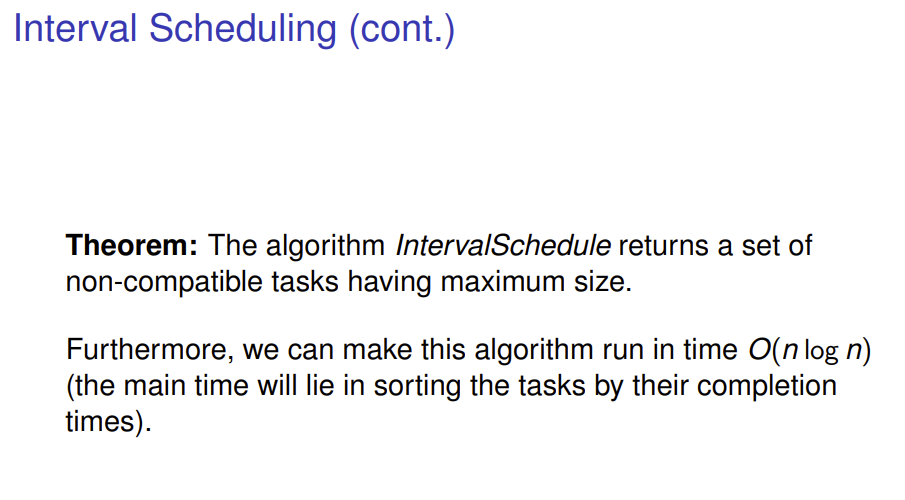 Interval Scheduling (cont.)
Theorem: The algorithm IntervalSchedule returns a set of
non-compatible tasks having maximum size.
Furthermore, we can make this algorithm run in time O(n log n)
(the main time will lie in sorting the tasks by their completion
times).